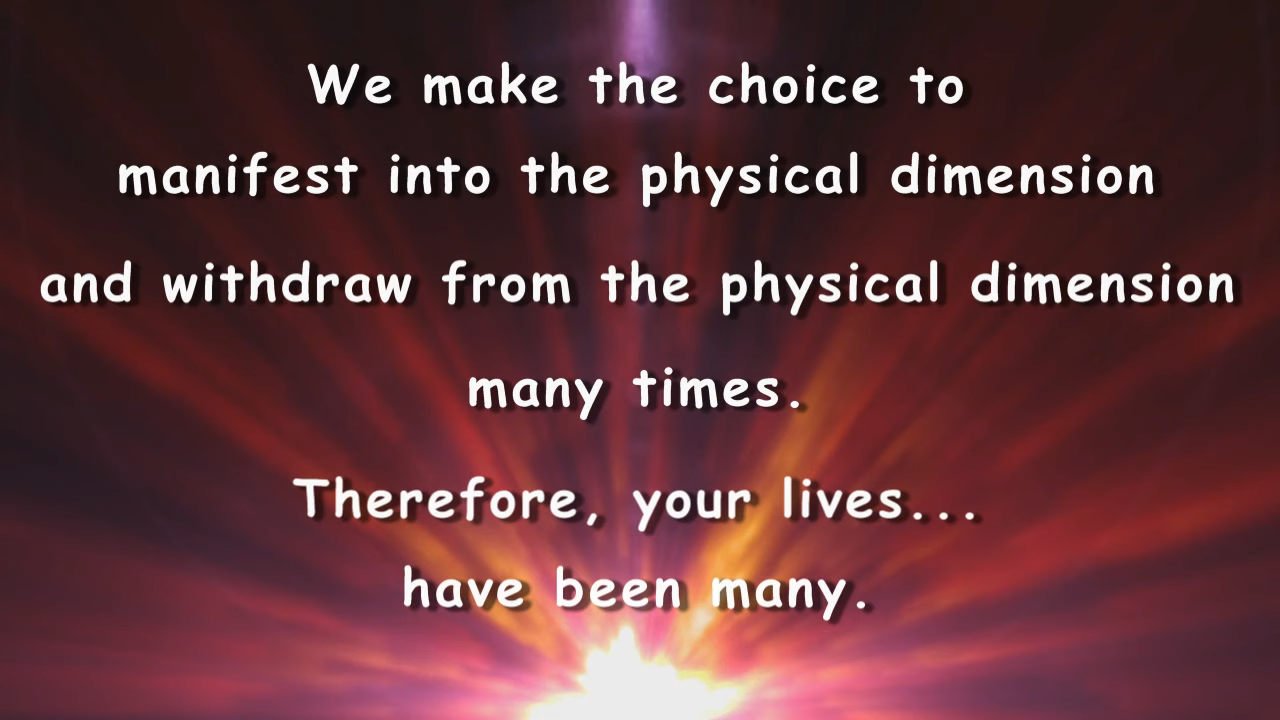 We make the choice to
manifest into the physical dimension
and withdraw from the physical dimension
many times.
Therefore, your lives...
have been many.